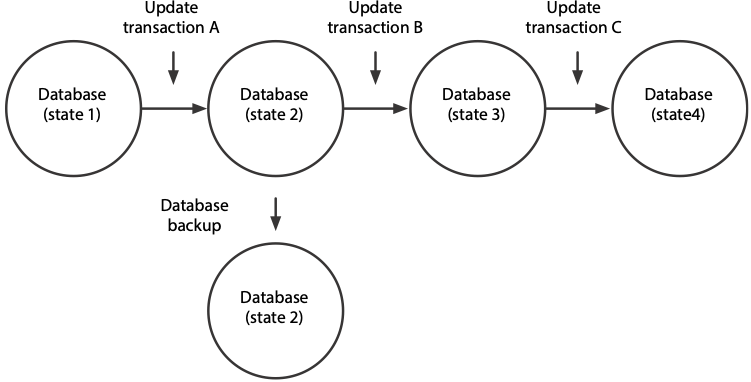 Update
transaction A
Update
transaction B
Update
transaction C
Database
(state 1)
Database
(state 2)
Database
(state 3)
Database
(state4)
Database
backup
Database
(state 2)